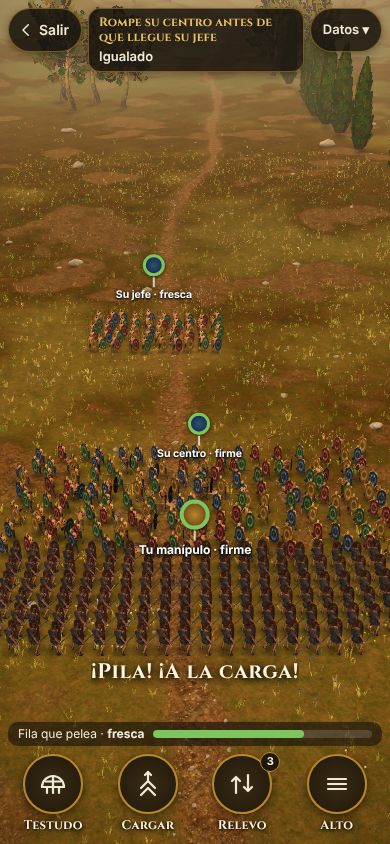 Salir
Rompe su centro antes de
que llegue su jefe
Igualado
Datos ▾
Su jefe · fresca
Su centro · firme
Tu manípulo · firme
¡Pila! ¡A la carga!
Fila que pelea · fresca
3
Testudo
Cargar
Relevo
Alto